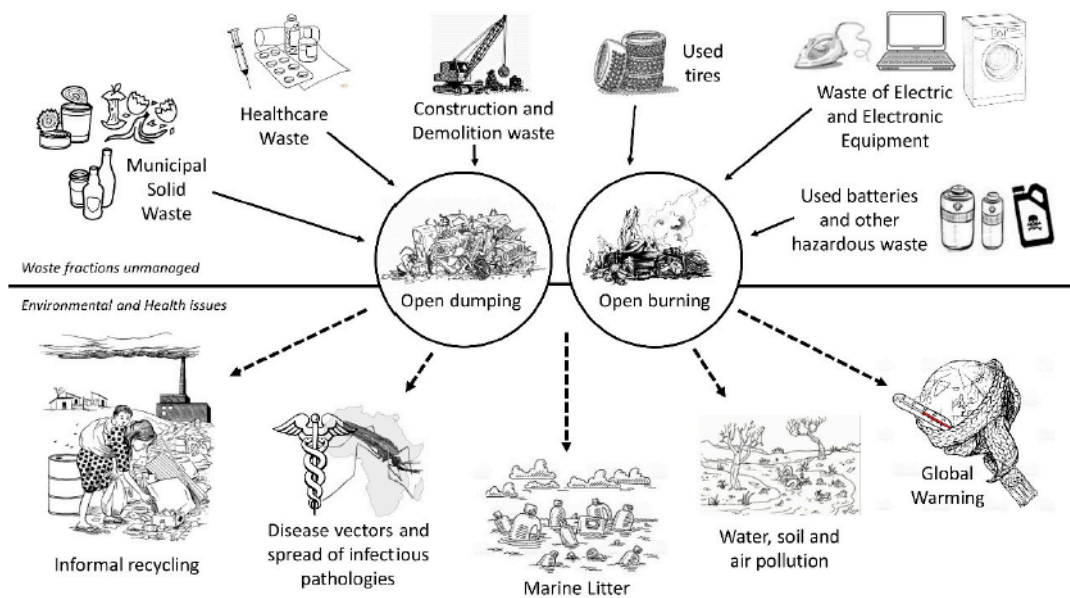 Healthcare
Waste
Construction and
Demolition waste
Used
tires
Waste of Electric
and Electronic
Equipment
Municipal
Solid
Waste
Used batteries
and other
hazardous waste
Waste fractions unmanaged
Open dumping
Open burning
Environmental and Health issues
Informal recycling
Disease vectors and
spread of infectious
pathologies
Marine Litter
Water, soil and
air pollution
Global
Warming